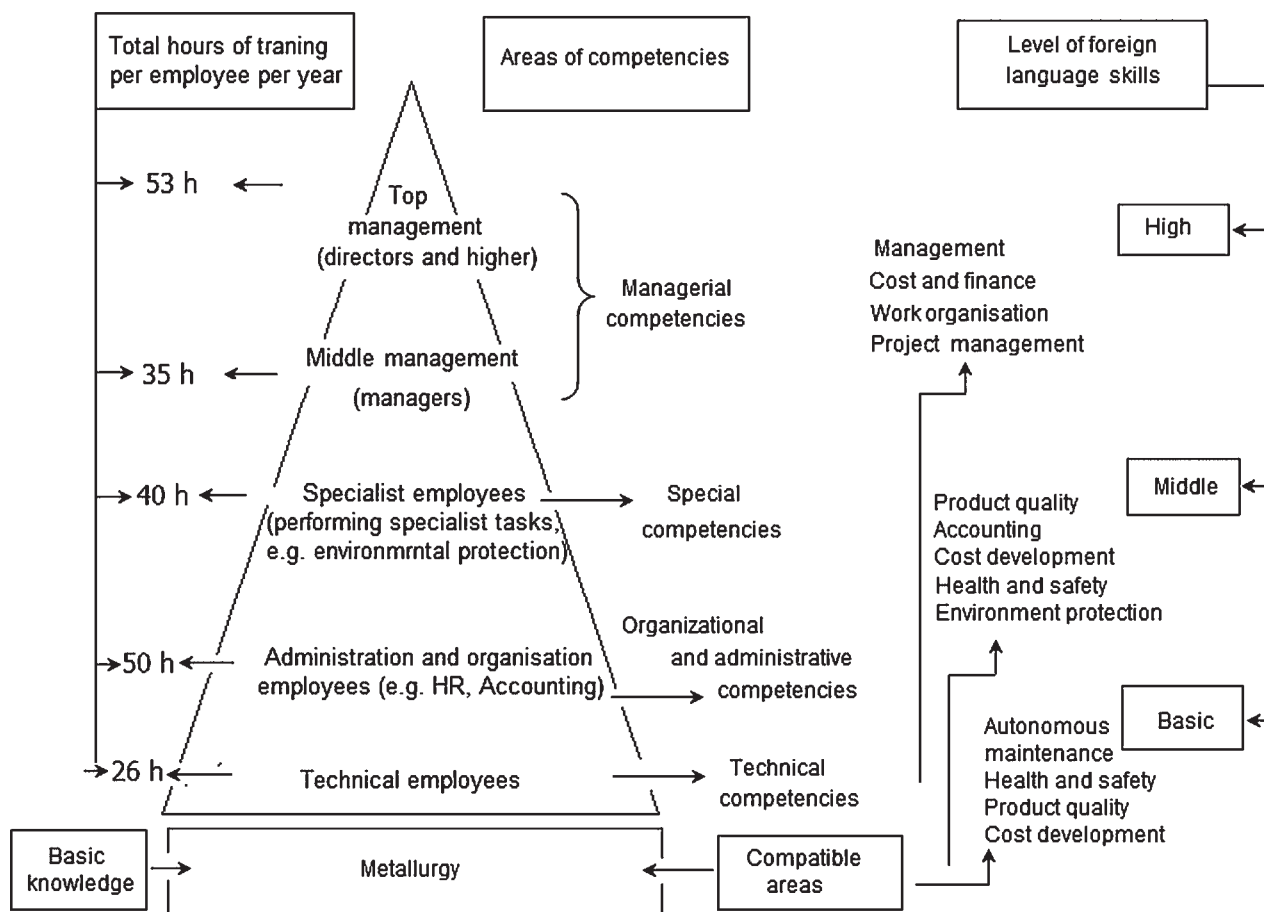 Total hours of traning
per employee per year
Areas of competencies
Level of foreign
language skills
53 h
Top
management
(directors and higher)
High
Management
Cost and finance
Work organisation
Project management
Managerial
competencies
35 h
Middle management
(managers)
40 h
Specialist employees
(performing specialist tasks,
e.g. environmrntal protection)
Special
competencies
Middle
Product quality
Accounting
Cost development
Health and safety
Environment protection
50 h
Administration and organisation
employees (e.g. HR, Accounting)
Organizational
and administrative
competencies
Basic
Autonomous
maintenance
Health and safety
Product quality
Cost development
26 h
Technical employees
Technical
competencies
Basic
knowledge
Metallurgy
Compatible
areas